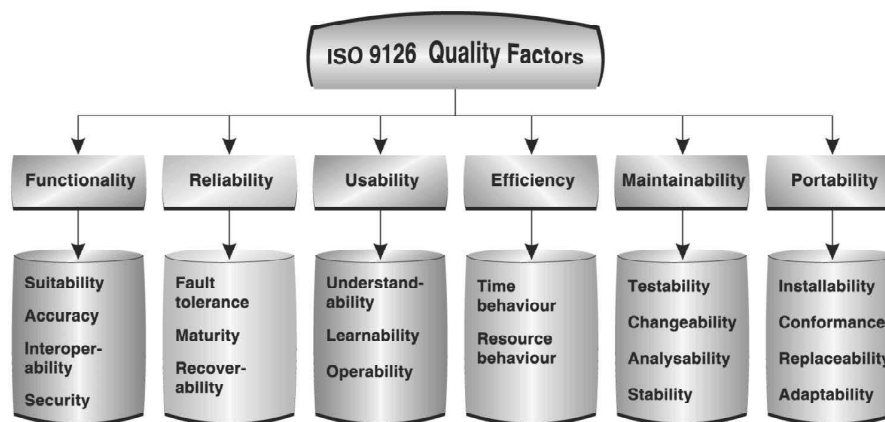 ISO 9126 Quality Factors
Functionality
Reliability
Usability
Efficiency
Maintainability
Portability
Suitability
Accuracy
Interoper-
ability
Security
Fault
tolerance
Maturity
Recover-
ability
Understand-
ability
Learnability
Operability
Time
behaviour
Resource
behaviour
Testability
Changeability
Analysability
Stability
Installability
Conformance
Replaceability
Adaptability